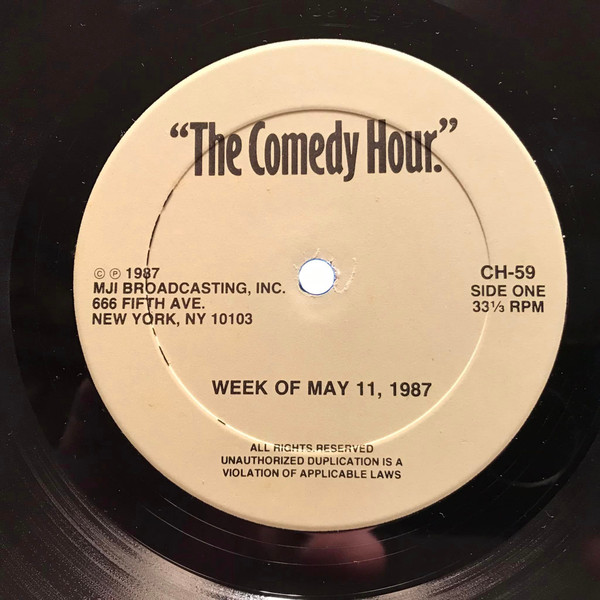 “The Comedy Hour.”
© ℗ 1987
MJI BROADCASTING, INC.
666 FIFTH AVE.
NEW YORK, NY 10103
CH-59
SIDE ONE
33⅓ RPM
WEEK OF MAY 11, 1987
ALL RIGHTS RESERVED
UNAUTHORIZED DUPLICATION IS A
VIOLATION OF APPLICABLE LAWS